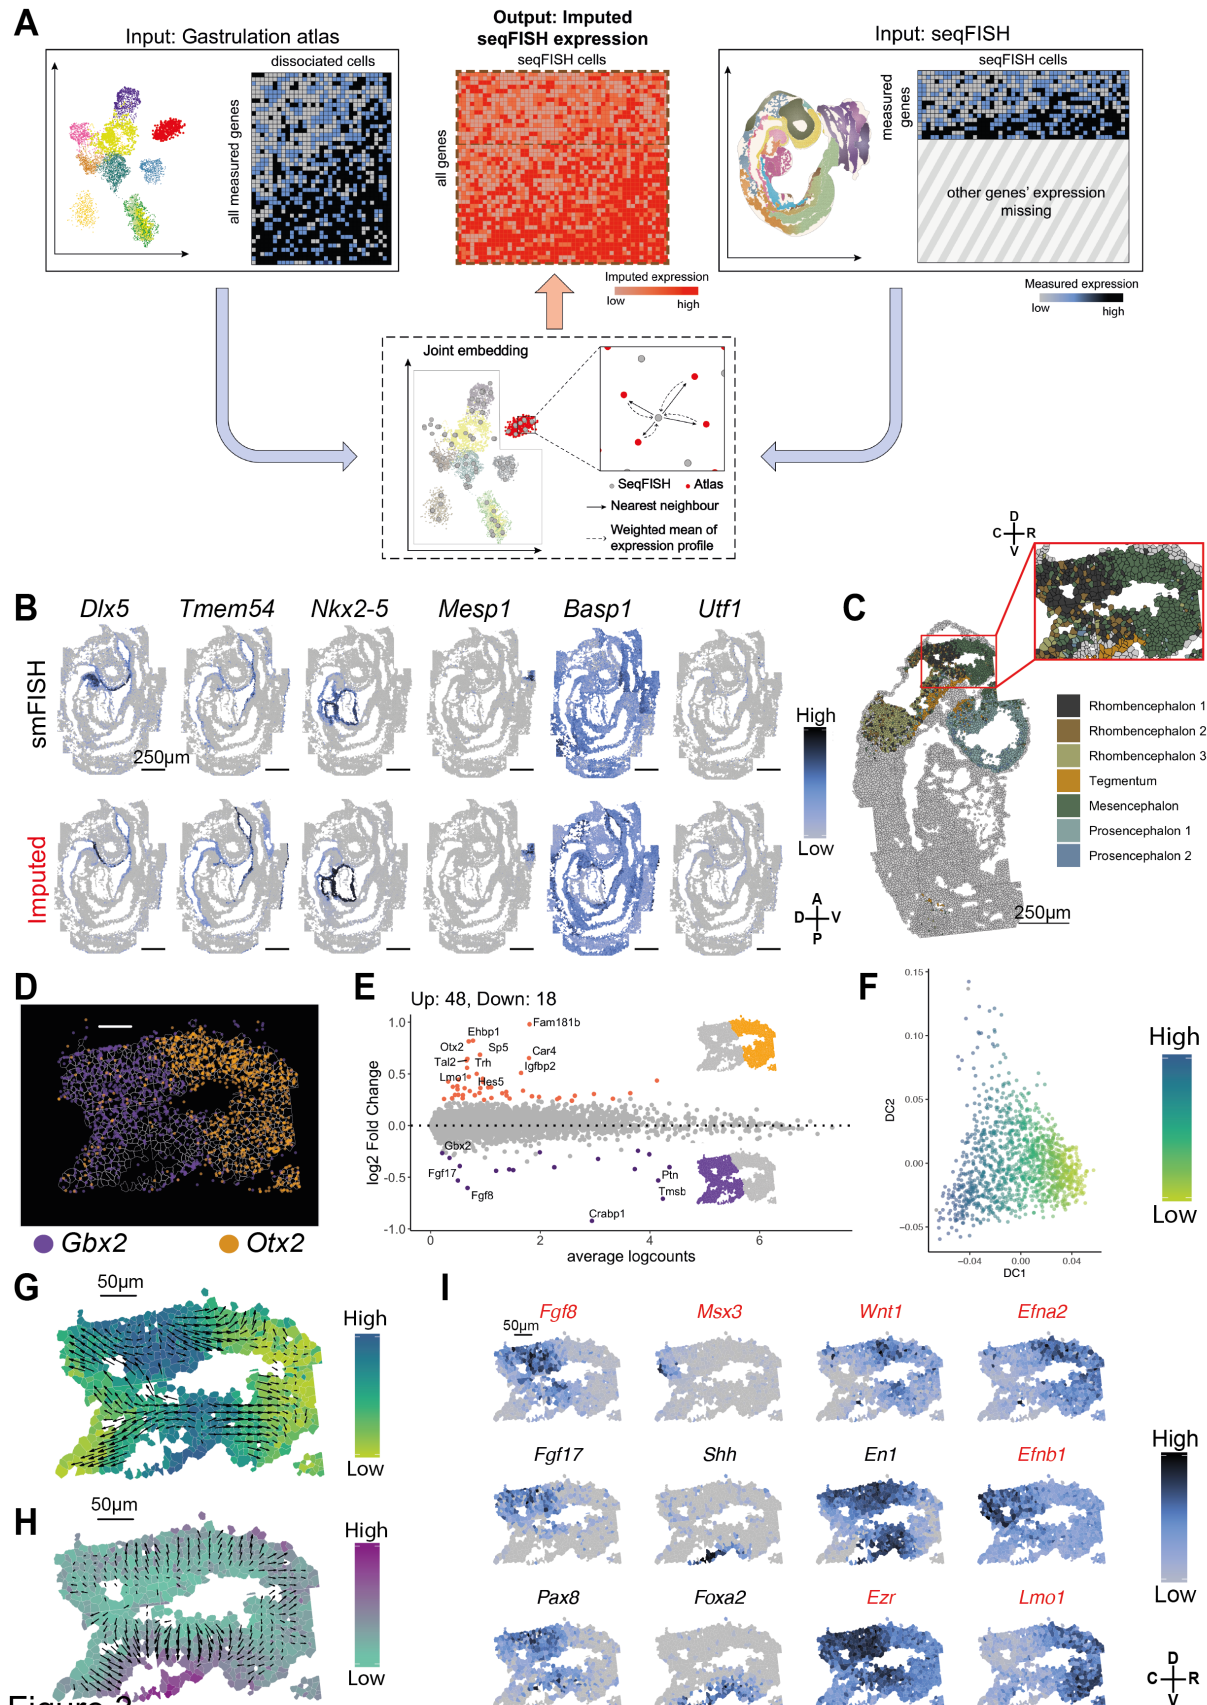 A
Input: Gastrulation atlas
dissociated cells
all measured genes
Output: Imputed
seqFISH expression
seqFISH cells
all genes
Imputed expression
low
high
Input: seqFISH
seqFISH cells
measured
genes
other genes' expression
missing
Measured expression
low
high
Joint embedding
SeqFISH
Atlas
Nearest neighbour
Weighted mean of
expression profile
B
Dlx5
Tmem54
Nkx2-5
Mesp1
Basp1
Utf1
smFISH
250µm
Imputed
High
Low
A
D
V
P
C
D
C
R
V
Rhombencephalon 1
Rhombencephalon 2
Rhombencephalon 3
Tegmentum
Mesencephalon
Prosencephalon 1
Prosencephalon 2
250µm
D
Gbx2
Otx2
E
Up: 48, Down: 18
log2 Fold Change
1.0
0.5
0.0
-0.5
-1.0
Fam181b
Ehbp1
Otx2
Sp5
Car4
Tal2
Trh
Igfbp2
Lmo1
Hes5
Gbx2
Fgf17
Fgf8
Ptn
Tmsb
Crabp1
0
2
4
6
average logcounts
F
0.15
0.10
0.05
0.00
−0.05
DC2
−0.04
0.00
0.04
DC1
High
Low
G
50µm
High
Low
H
50µm
High
Low
I
Fgf8
Msx3
Wnt1
Efna2
50µm
Fgf17
Shh
En1
Efnb1
Pax8
Foxa2
Ezr
Lmo1
High
Low
D
C
R
V